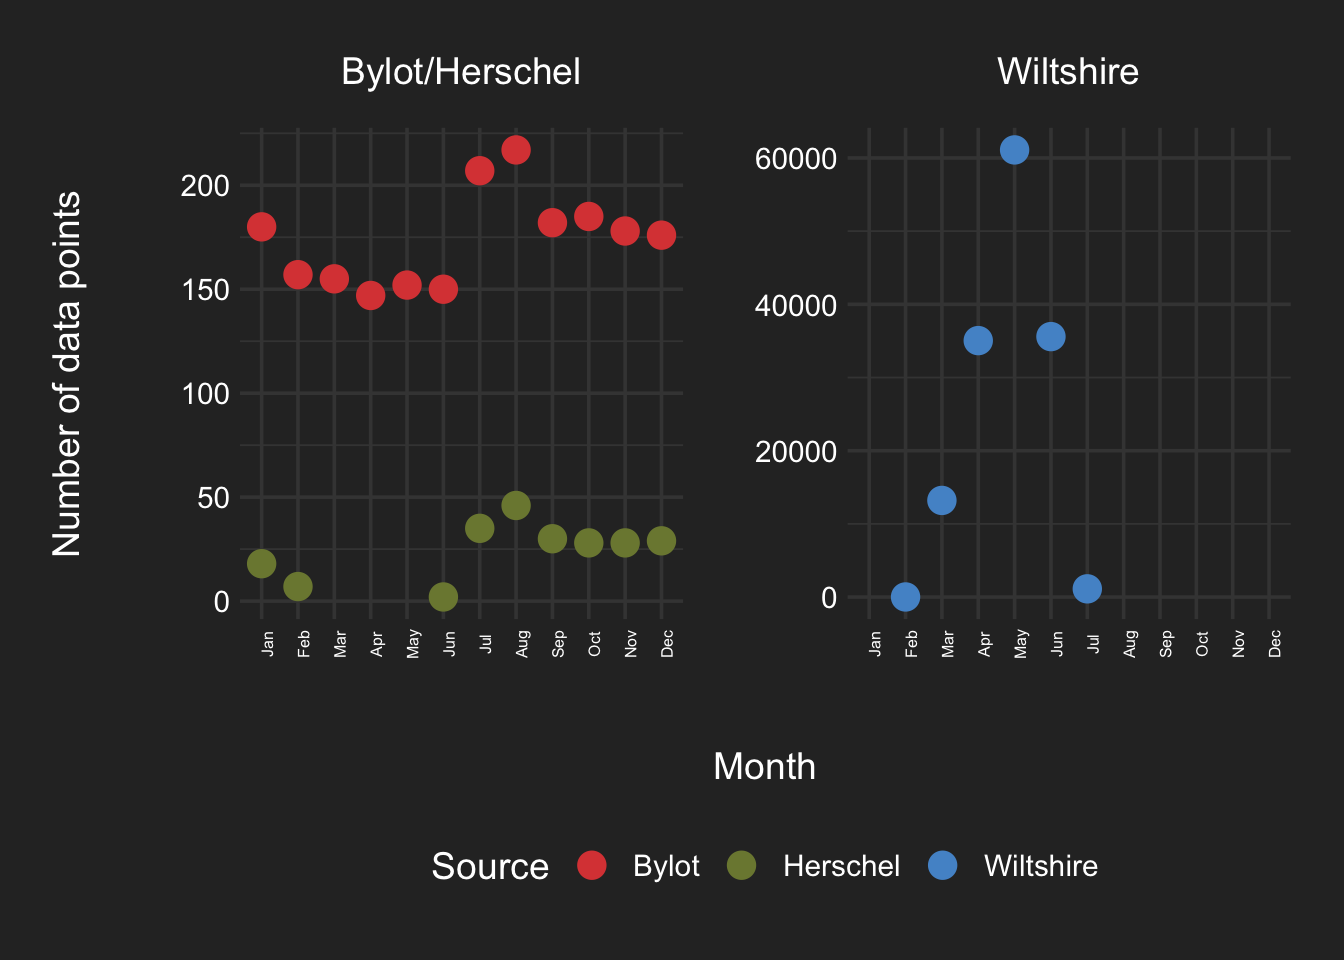 Bylot/Herschel
Wiltshire
Number of data points
200
150
100
50
0
Jan
Feb
Mar
Apr
May
Jun
Jul
Aug
Sep
Oct
Nov
Dec
60000
40000
20000
0
Jan
Feb
Mar
Apr
May
Jun
Jul
Aug
Sep
Oct
Nov
Dec
Month
Source Bylot Herschel Wiltshire